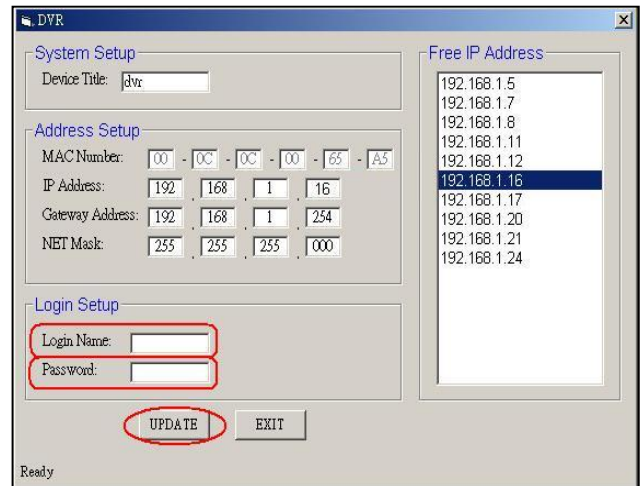 DVR
System Setup
Device Title: dvr
Address Setup
MAC Number: 00 - 0C - 0C - 00 - 65 - A5
IP Address: 192 . 168 . 1 . 16
Gateway Address: 192 . 168 . 1 . 254
NET Mask: 255 . 255 . 255 . 000
Login Setup
Login Name:
Password:
UPDATE EXIT
Ready
Free IP Address
192.168.1.5
192.168.1.7
192.168.1.8
192.168.1.11
192.168.1.12
192.168.1.16
192.168.1.17
192.168.1.20
192.168.1.21
192.168.1.24